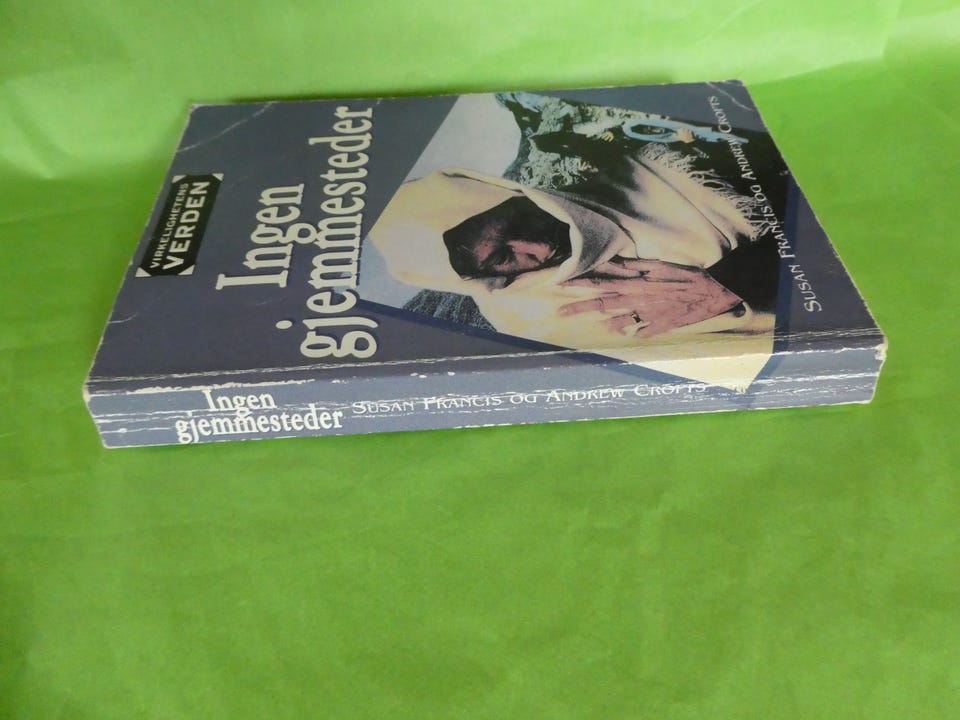 VIRKELIGHETENS
VERDEN
Ingen
gjemmesteder
SUSAN FRANCIS OG ANDREW CROFTS
Ingen
gjemmesteder
SUSAN FRANCIS OG ANDREW CROFTS